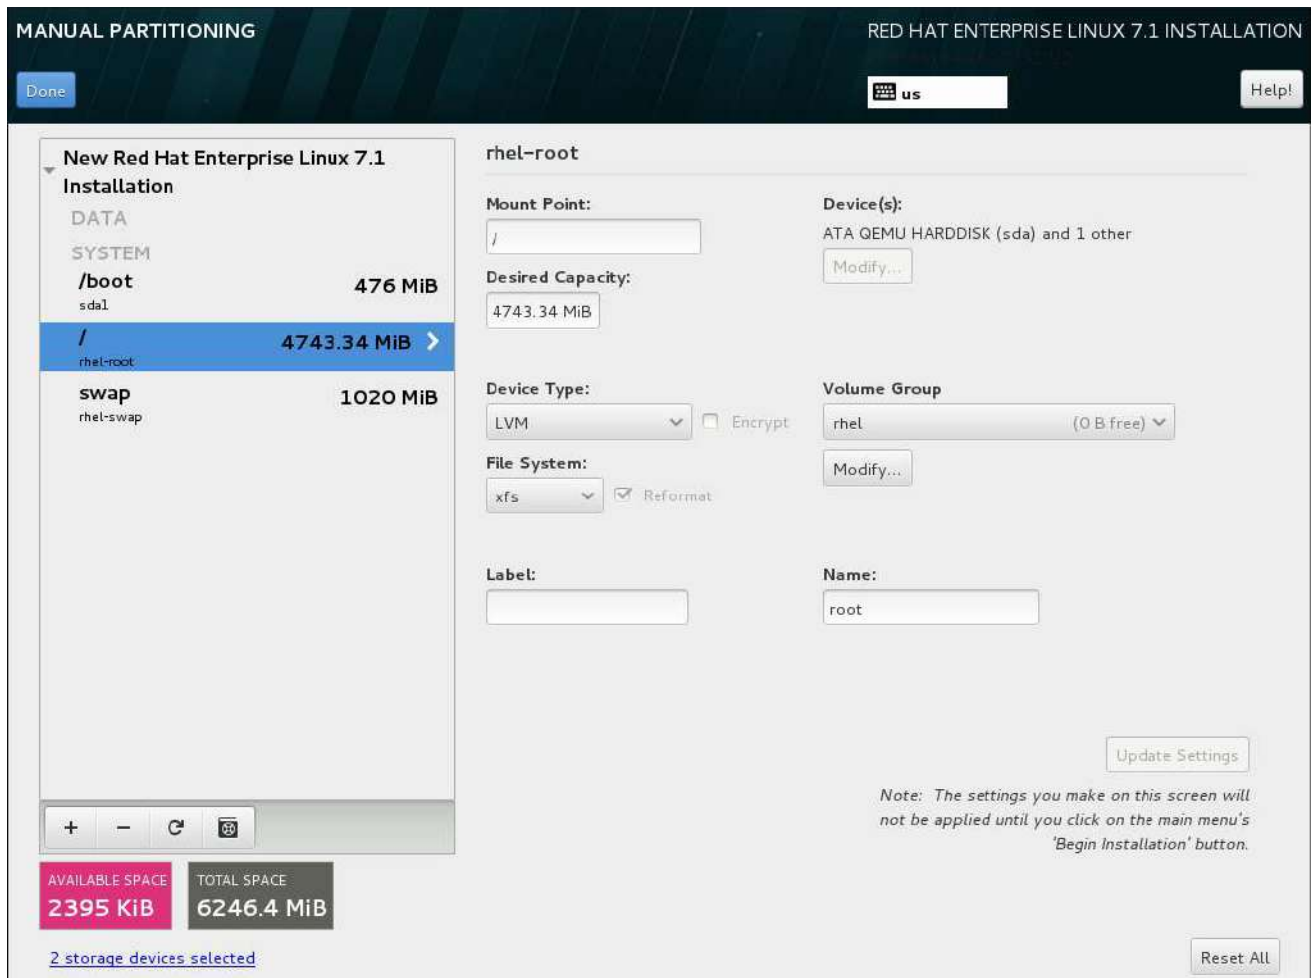 MANUAL PARTITIONING
RED HAT ENTERPRISE LINUX 7.1 INSTALLATION
Done
us
Help!
New Red Hat Enterprise Linux 7.1
Installation
DATA
SYSTEM
/boot
476 MiB
sda1
/
4743.34 MiB
rhel-root
swap
1020 MiB
rhel-swap
rhel-root
Mount Point:
/
Desired Capacity:
4743.34 MiB
Device(s):
ATA QEMU HARDDISK (sda) and 1 other
Modify...
Device Type:
LVM
Encrypt
File System:
xfs
Reformat
Volume Group
rhel (0 B free)
Modify...
Label:
Name:
root
Update Settings
Note: The settings you make on this screen will
not be applied until you click on the main menu's
'Begin Installation' button.
+ −
AVAILABLE SPACE
2395 KiB
TOTAL SPACE
6246.4 MiB
2 storage devices selected
Reset All